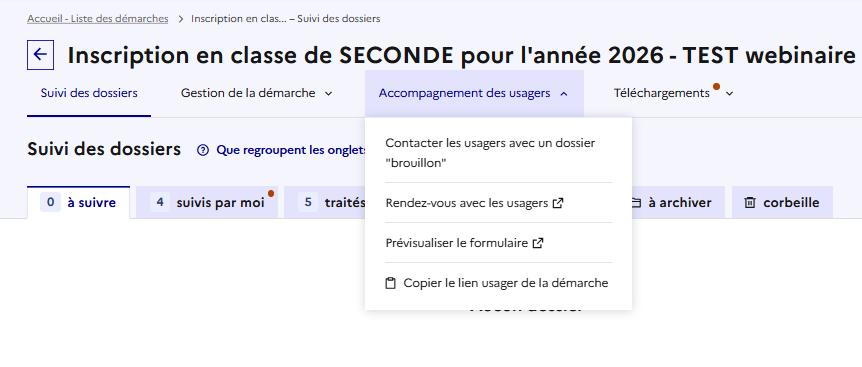 Accueil - Liste des démarches > Inscription en clas... – Suivi des dossiers
Inscription en classe de SECONDE pour l'année 2026 - TEST webinaire
Suivi des dossiers Gestion de la démarche Accompagnement des usagers Téléchargements
Contacter les usagers avec un dossier
"brouillon"
Suivi des dossiers Que regroupent les onglets
Rendez-vous avec les usagers
0 à suivre 4 suivis par moi 5 traités à archiver corbeille
Prévisualiser le formulaire
Copier le lien usager de la démarche